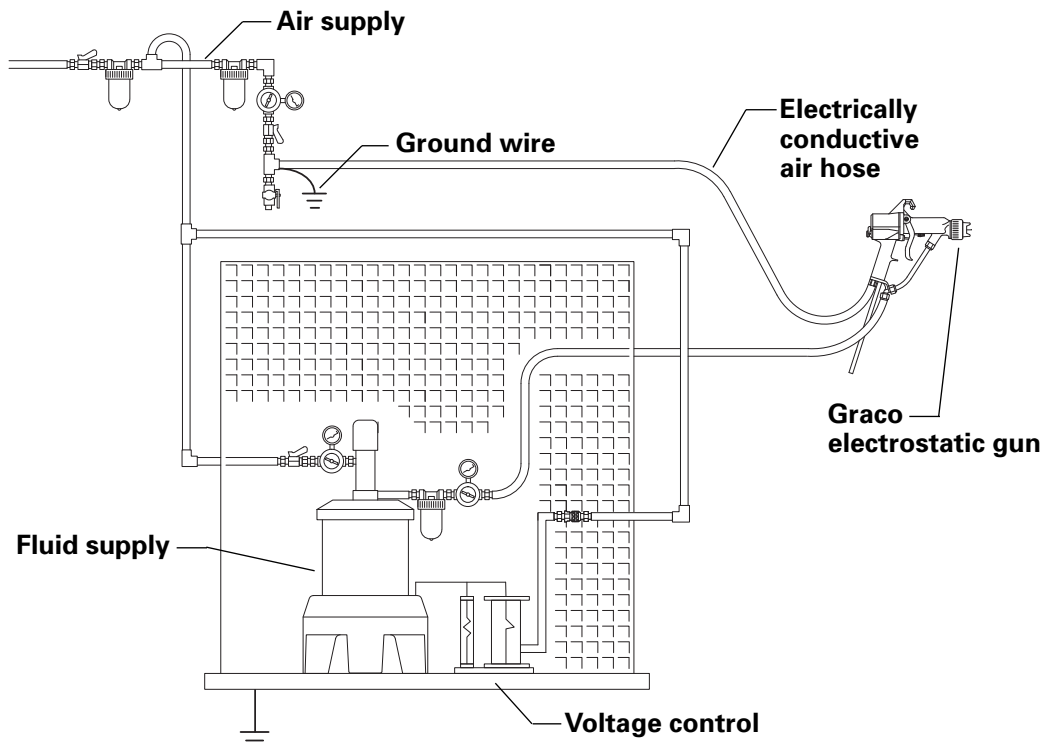 Air supply
Ground wire
Electrically
conductive
air hose
Graco
electrostatic gun
Fluid supply
Voltage control